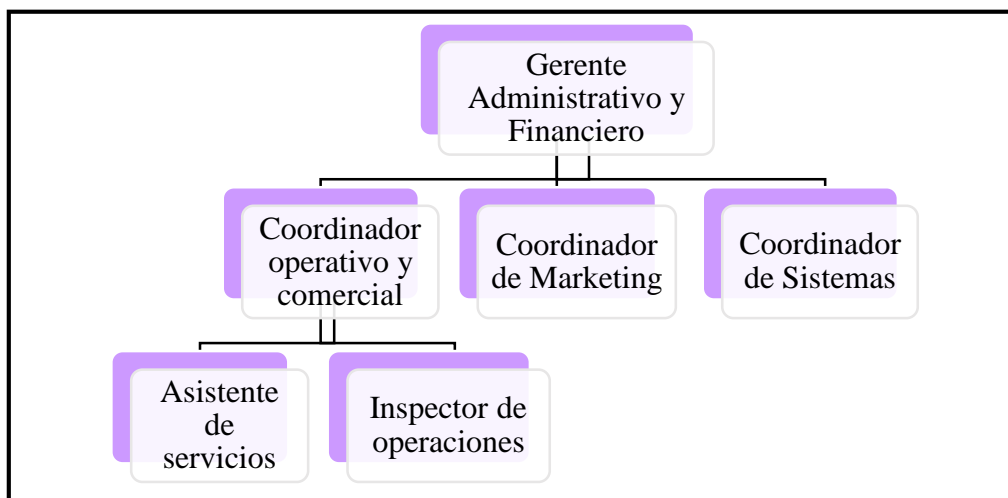 Gerente
Administrativo y
Financiero
Coordinador
operativo y
comercial
Coordinador
de Marketing
Coordinador
de Sistemas
Asistente
de
servicios
Inspector de
operaciones